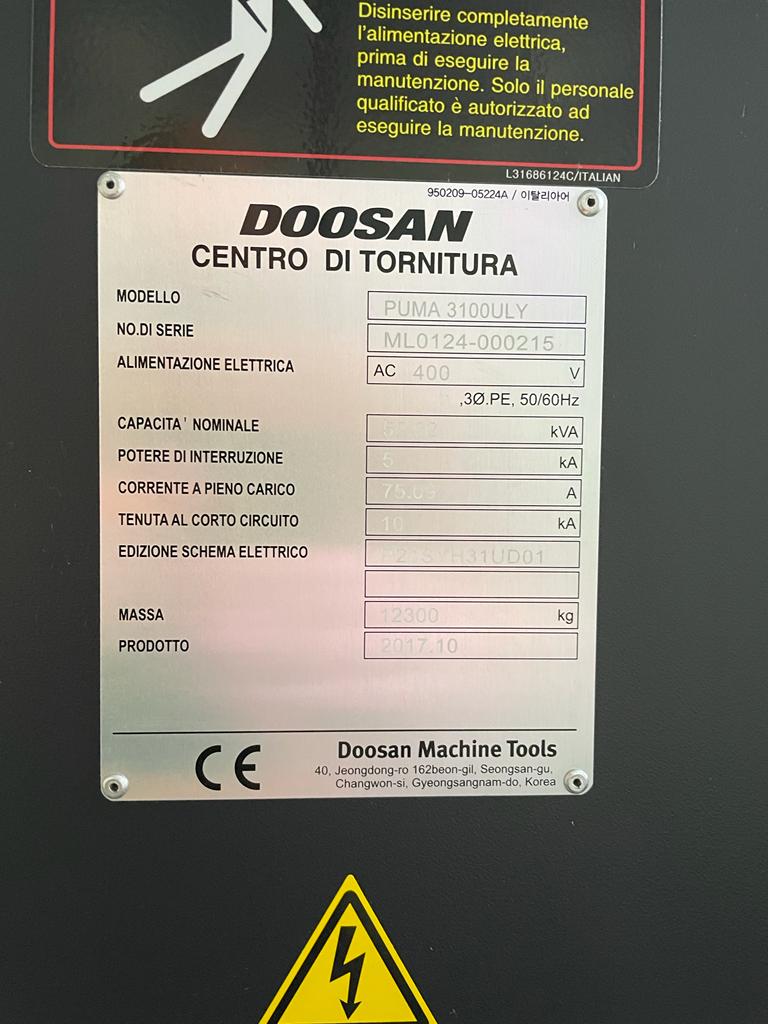 Disinserire completamente
l'alimentazione elettrica,
prima di eseguire la
manutenzione. Solo il personale
qualificato è autorizzato ad
eseguire la manutenzione.
L31686124C/ITALIAN
950209-05224A / 이탈리아어
DOOSAN
CENTRO DI TORNITURA
MODELLO PUMA 3100ULY
NO.DI SERIE ML0124-000215
ALIMENTAZIONE ELETTRICA AC 400 V
,3Ø.PE, 50/60Hz
CAPACITA' NOMINALE kVA
POTERE DI INTERRUZIONE 5 kA
CORRENTE A PIENO CARICO A
TENUTA AL CORTO CIRCUITO 10 kA
EDIZIONE SCHEMA ELETTRICO
MASSA 12300 kg
PRODOTTO 2017.10
CE
Doosan Machine Tools
40, Jeongdong-ro 162beon-gil, Seongsan-gu,
Changwon-si, Gyeongsangnam-do, Korea